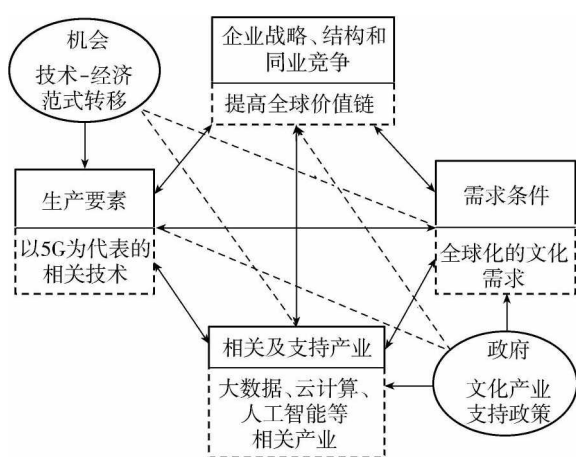 机会
技术-经济
范式转移
企业战略、结构和
同业竞争
提高全球价值链
生产要素
以5G为代表的
相关技术
需求条件
全球化的文化
需求
相关及支持产业
大数据、云计算、
人工智能等
相关产业
政府
文化产业
支持政策